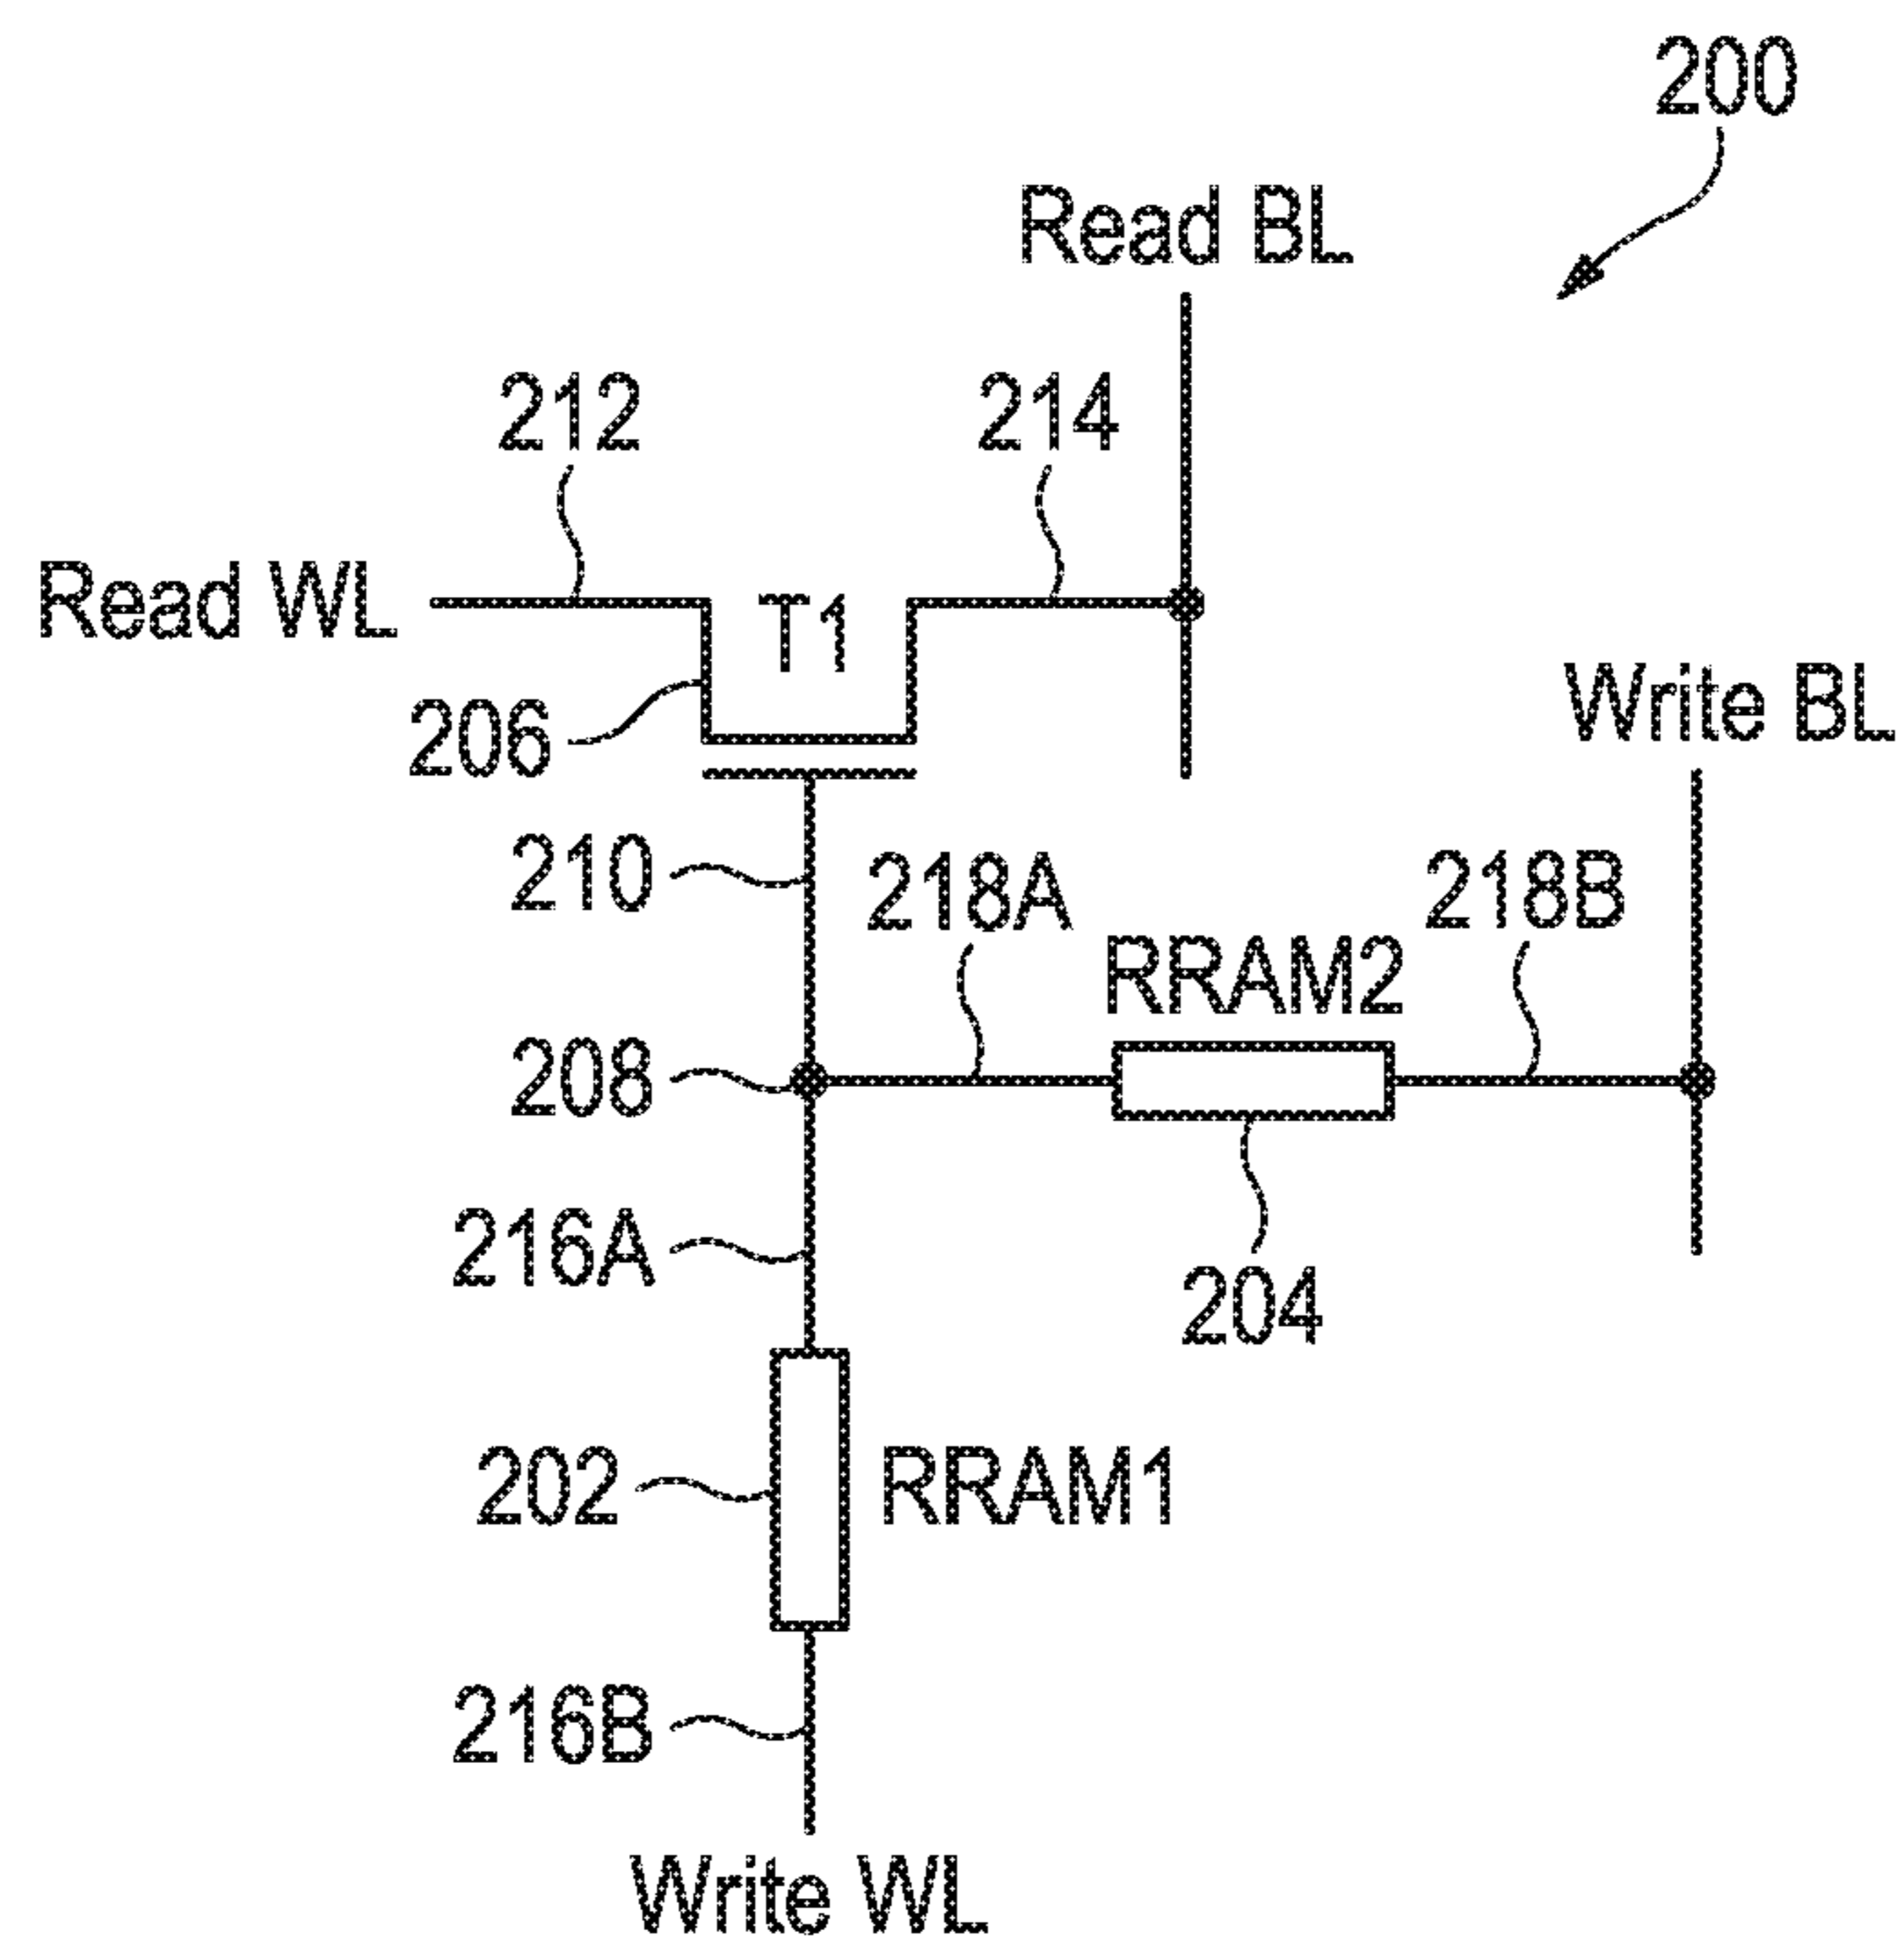 200
Read BL
212
214
Read WL
T1
206
Write BL
210
218A
218B
RRAM2
208
216A
204
202
RRAM1
216B
Write WL